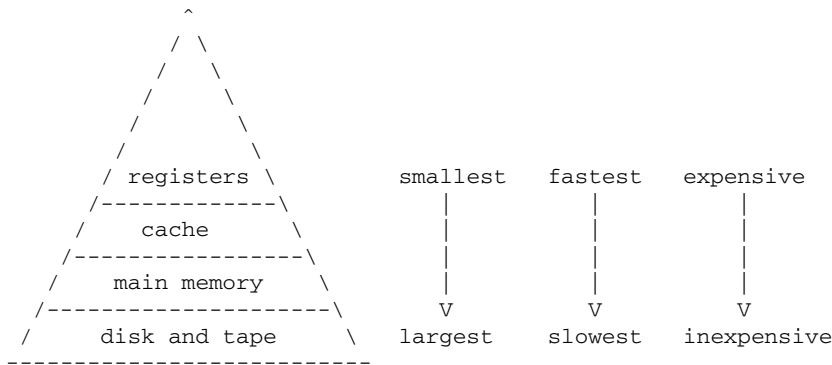 registers smallest fastest expensive
cache
main memory
disk and tape largest slowest inexpensive